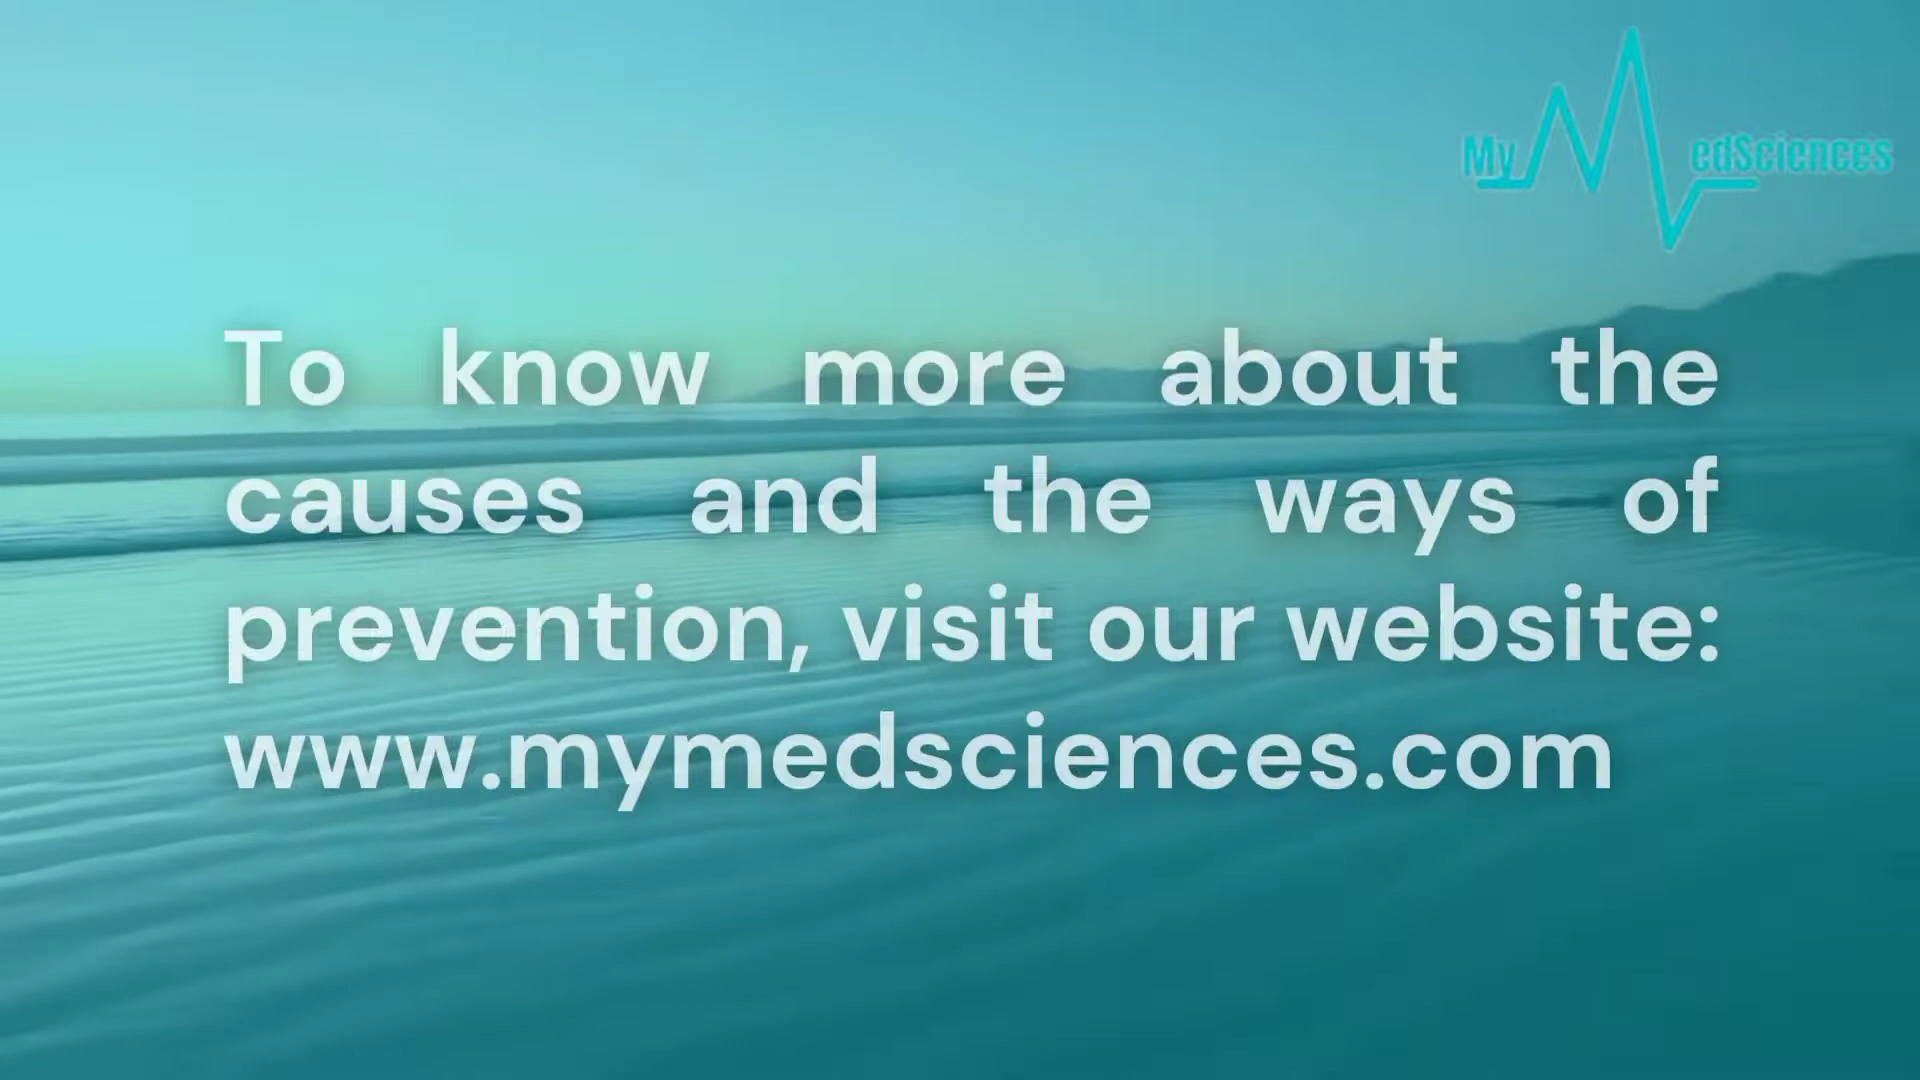 MyMedSciences
To know more about the
causes and the ways of
prevention, visit our website:
www.mymedsciences.com